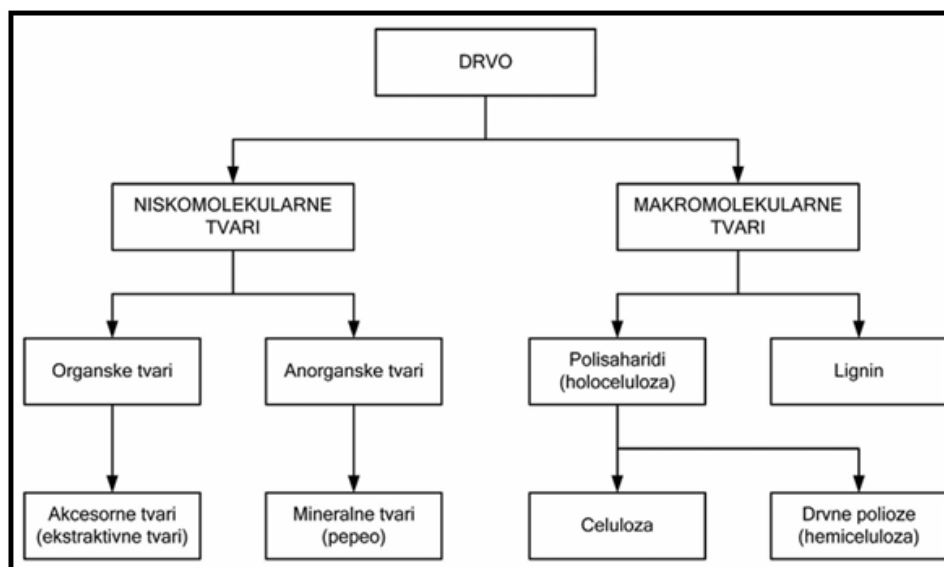 DRVO
NISKOMOLEKULARNE
TVARI
MAKROMOLEKULARNE
TVARI
Organske tvari
Anorganske tvari
Polisaharidi
(holoceluloza)
Lignin
Akcesorne tvari
(ekstraktivne tvari)
Mineralne tvari
(pepeo)
Celuloza
Drvne polioze
(hemiceluloza)